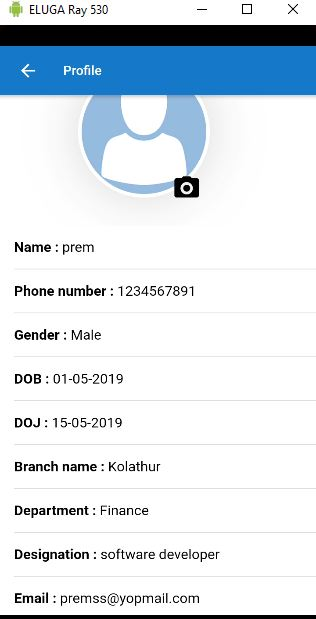 ELUGA Ray 530
Profile
Name : prem
Phone number : 1234567891
Gender : Male
DOB : 01-05-2019
DOJ : 15-05-2019
Branch name : Kolathur
Department : Finance
Designation : software developer
Email : premss@yopmail.com